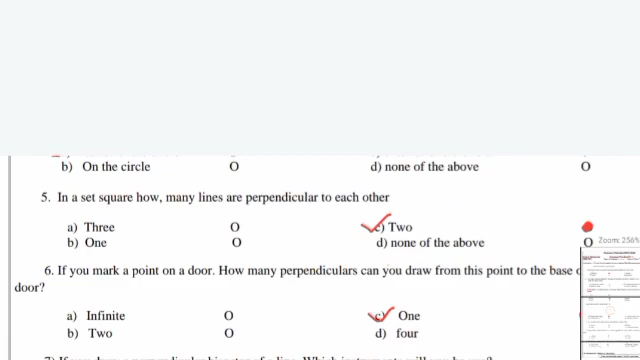 b) On the circle O d) none of the above O
5. In a set square how, many lines are perpendicular to each other
a) Three O c) Two
b) One O d) none of the above O
Zoom: 256%
6. If you mark a point on a door. How many perpendiculars can you draw from this point to the base
door?
a) Infinite O c) One
b) Two O d) four